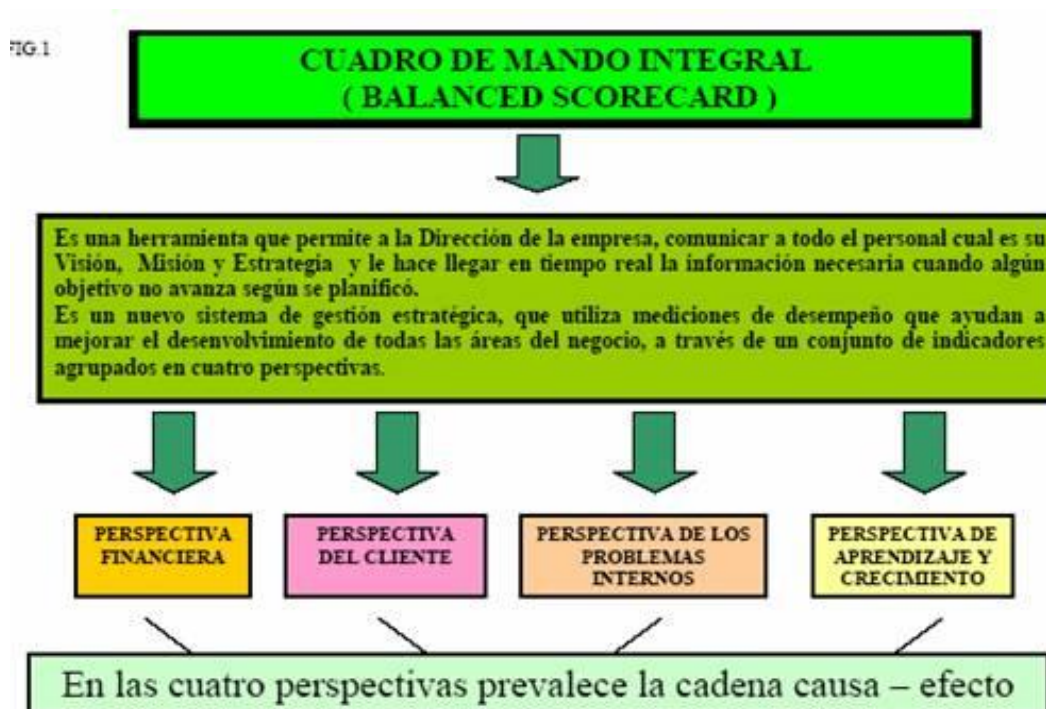 FIG.1
CUADRO DE MANDO INTEGRAL
( BALANCED SCORECARD )
Es una herramienta que permite a la Dirección de la empresa, comunicar a todo el personal cual es su
Visión, Misión y Estrategia y le hace llegar en tiempo real la información necesaria cuando algún
objetivo no avanza según se planificó.
Es un nuevo sistema de gestión estratégica, que utiliza mediciones de desempeño que ayudan a
mejorar el desenvolvimiento de todas las áreas del negocio, a través de un conjunto de indicadores
agrupados en cuatro perspectivas.
PERSPECTIVA
FINANCIERA
PERSPECTIVA
DEL CLIENTE
PERSPECTIVA DE LOS
PROBLEMAS
INTERNOS
PERSPECTIVA DE
APRENDIZAJE Y
CRECIMIENTO
En las cuatro perspectivas prevalece la cadena causa – efecto